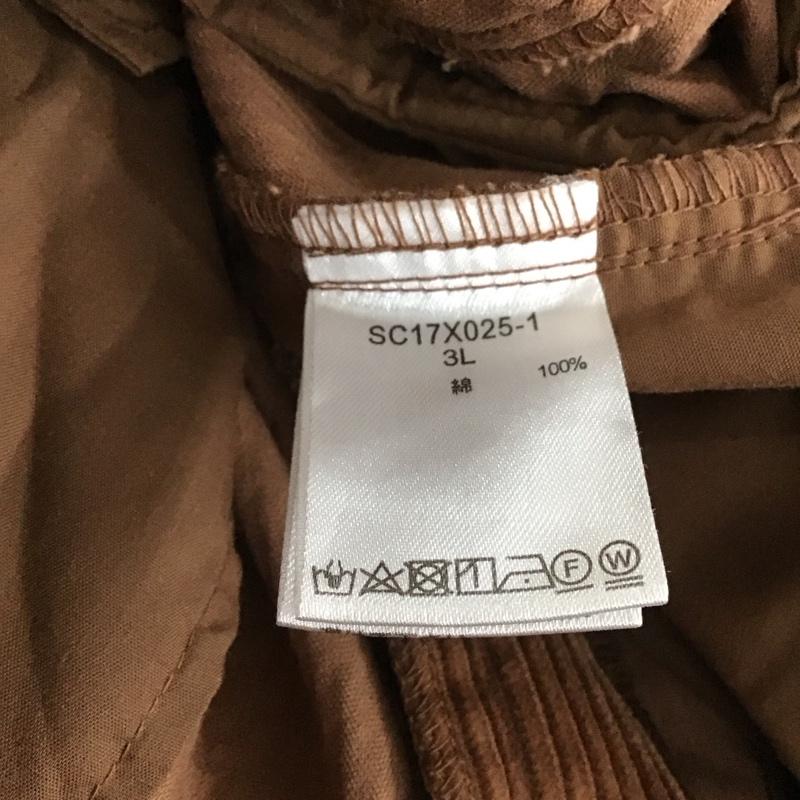 SC17X025-1
3L
綿 100%
F W